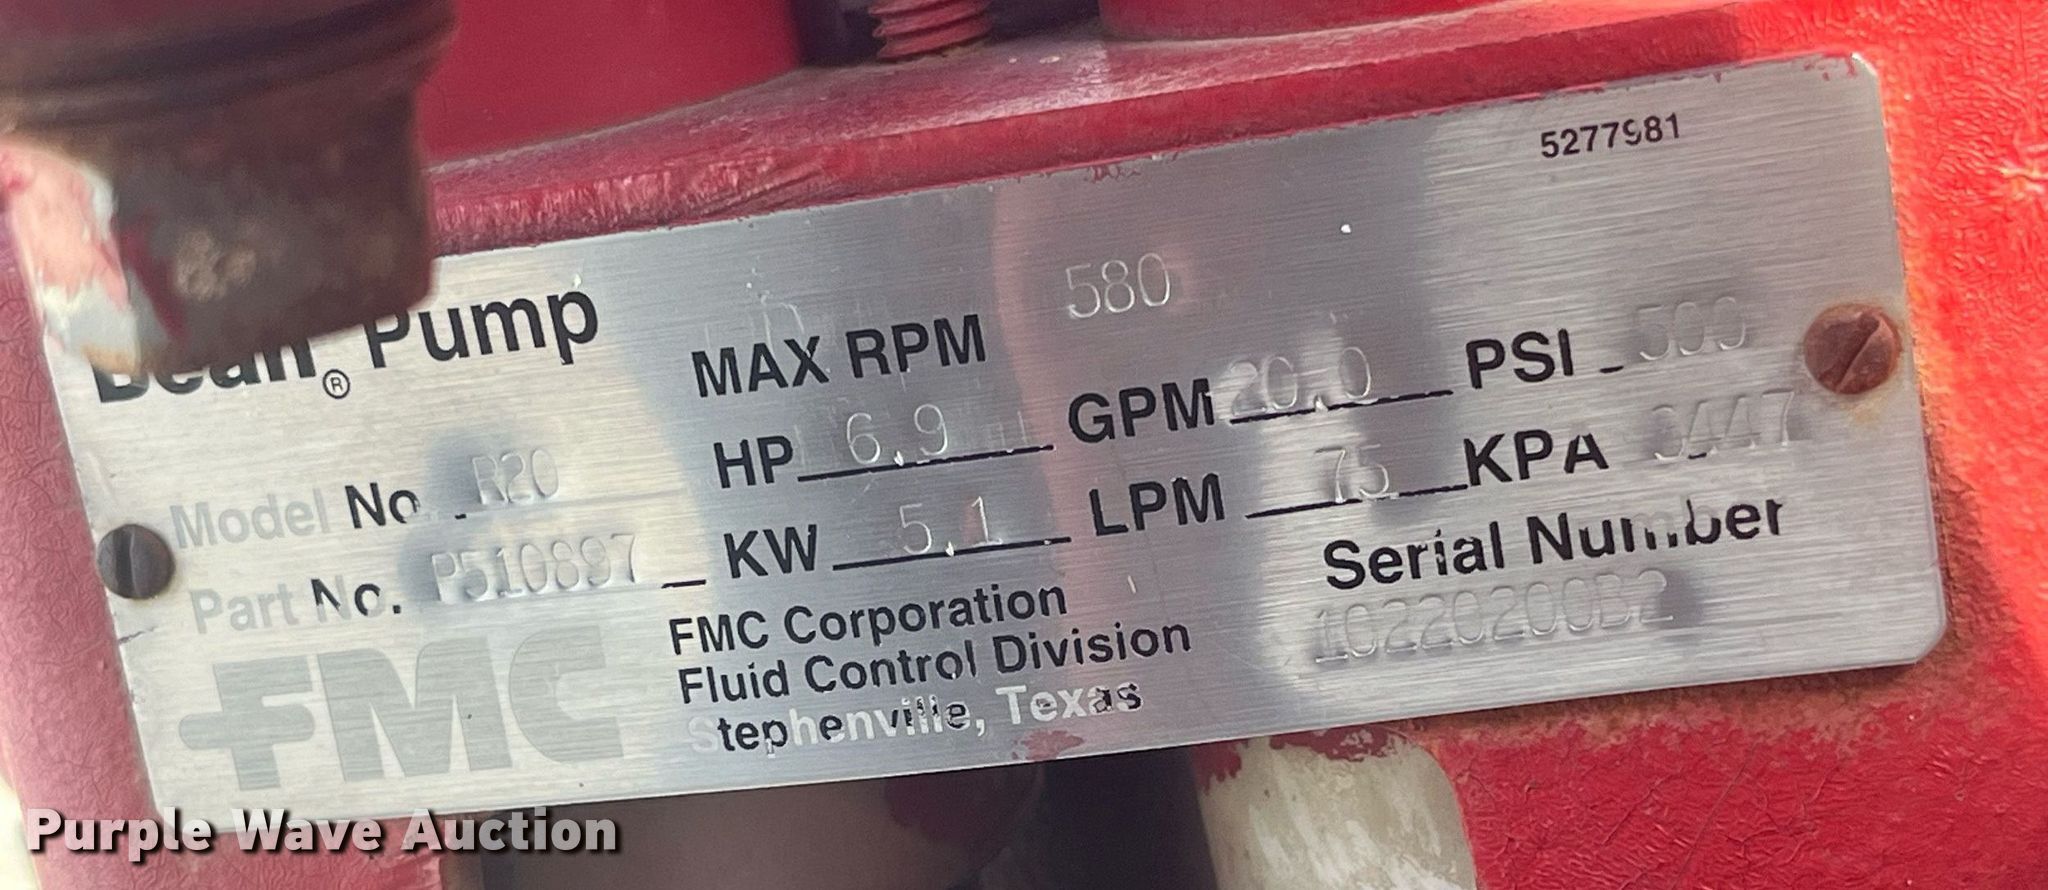 5277981
Bean® Pump
MAX RPM 580
Model No. R20
HP 6.9 GPM 20.0 PSI 500
Part No. P510897
KW 5.1 LPM 75 KPA 3447
FMC
FMC Corporation
Fluid Control Division
Stephenville, Texas
Serial Number
10220200B2
Purple Wave Auction